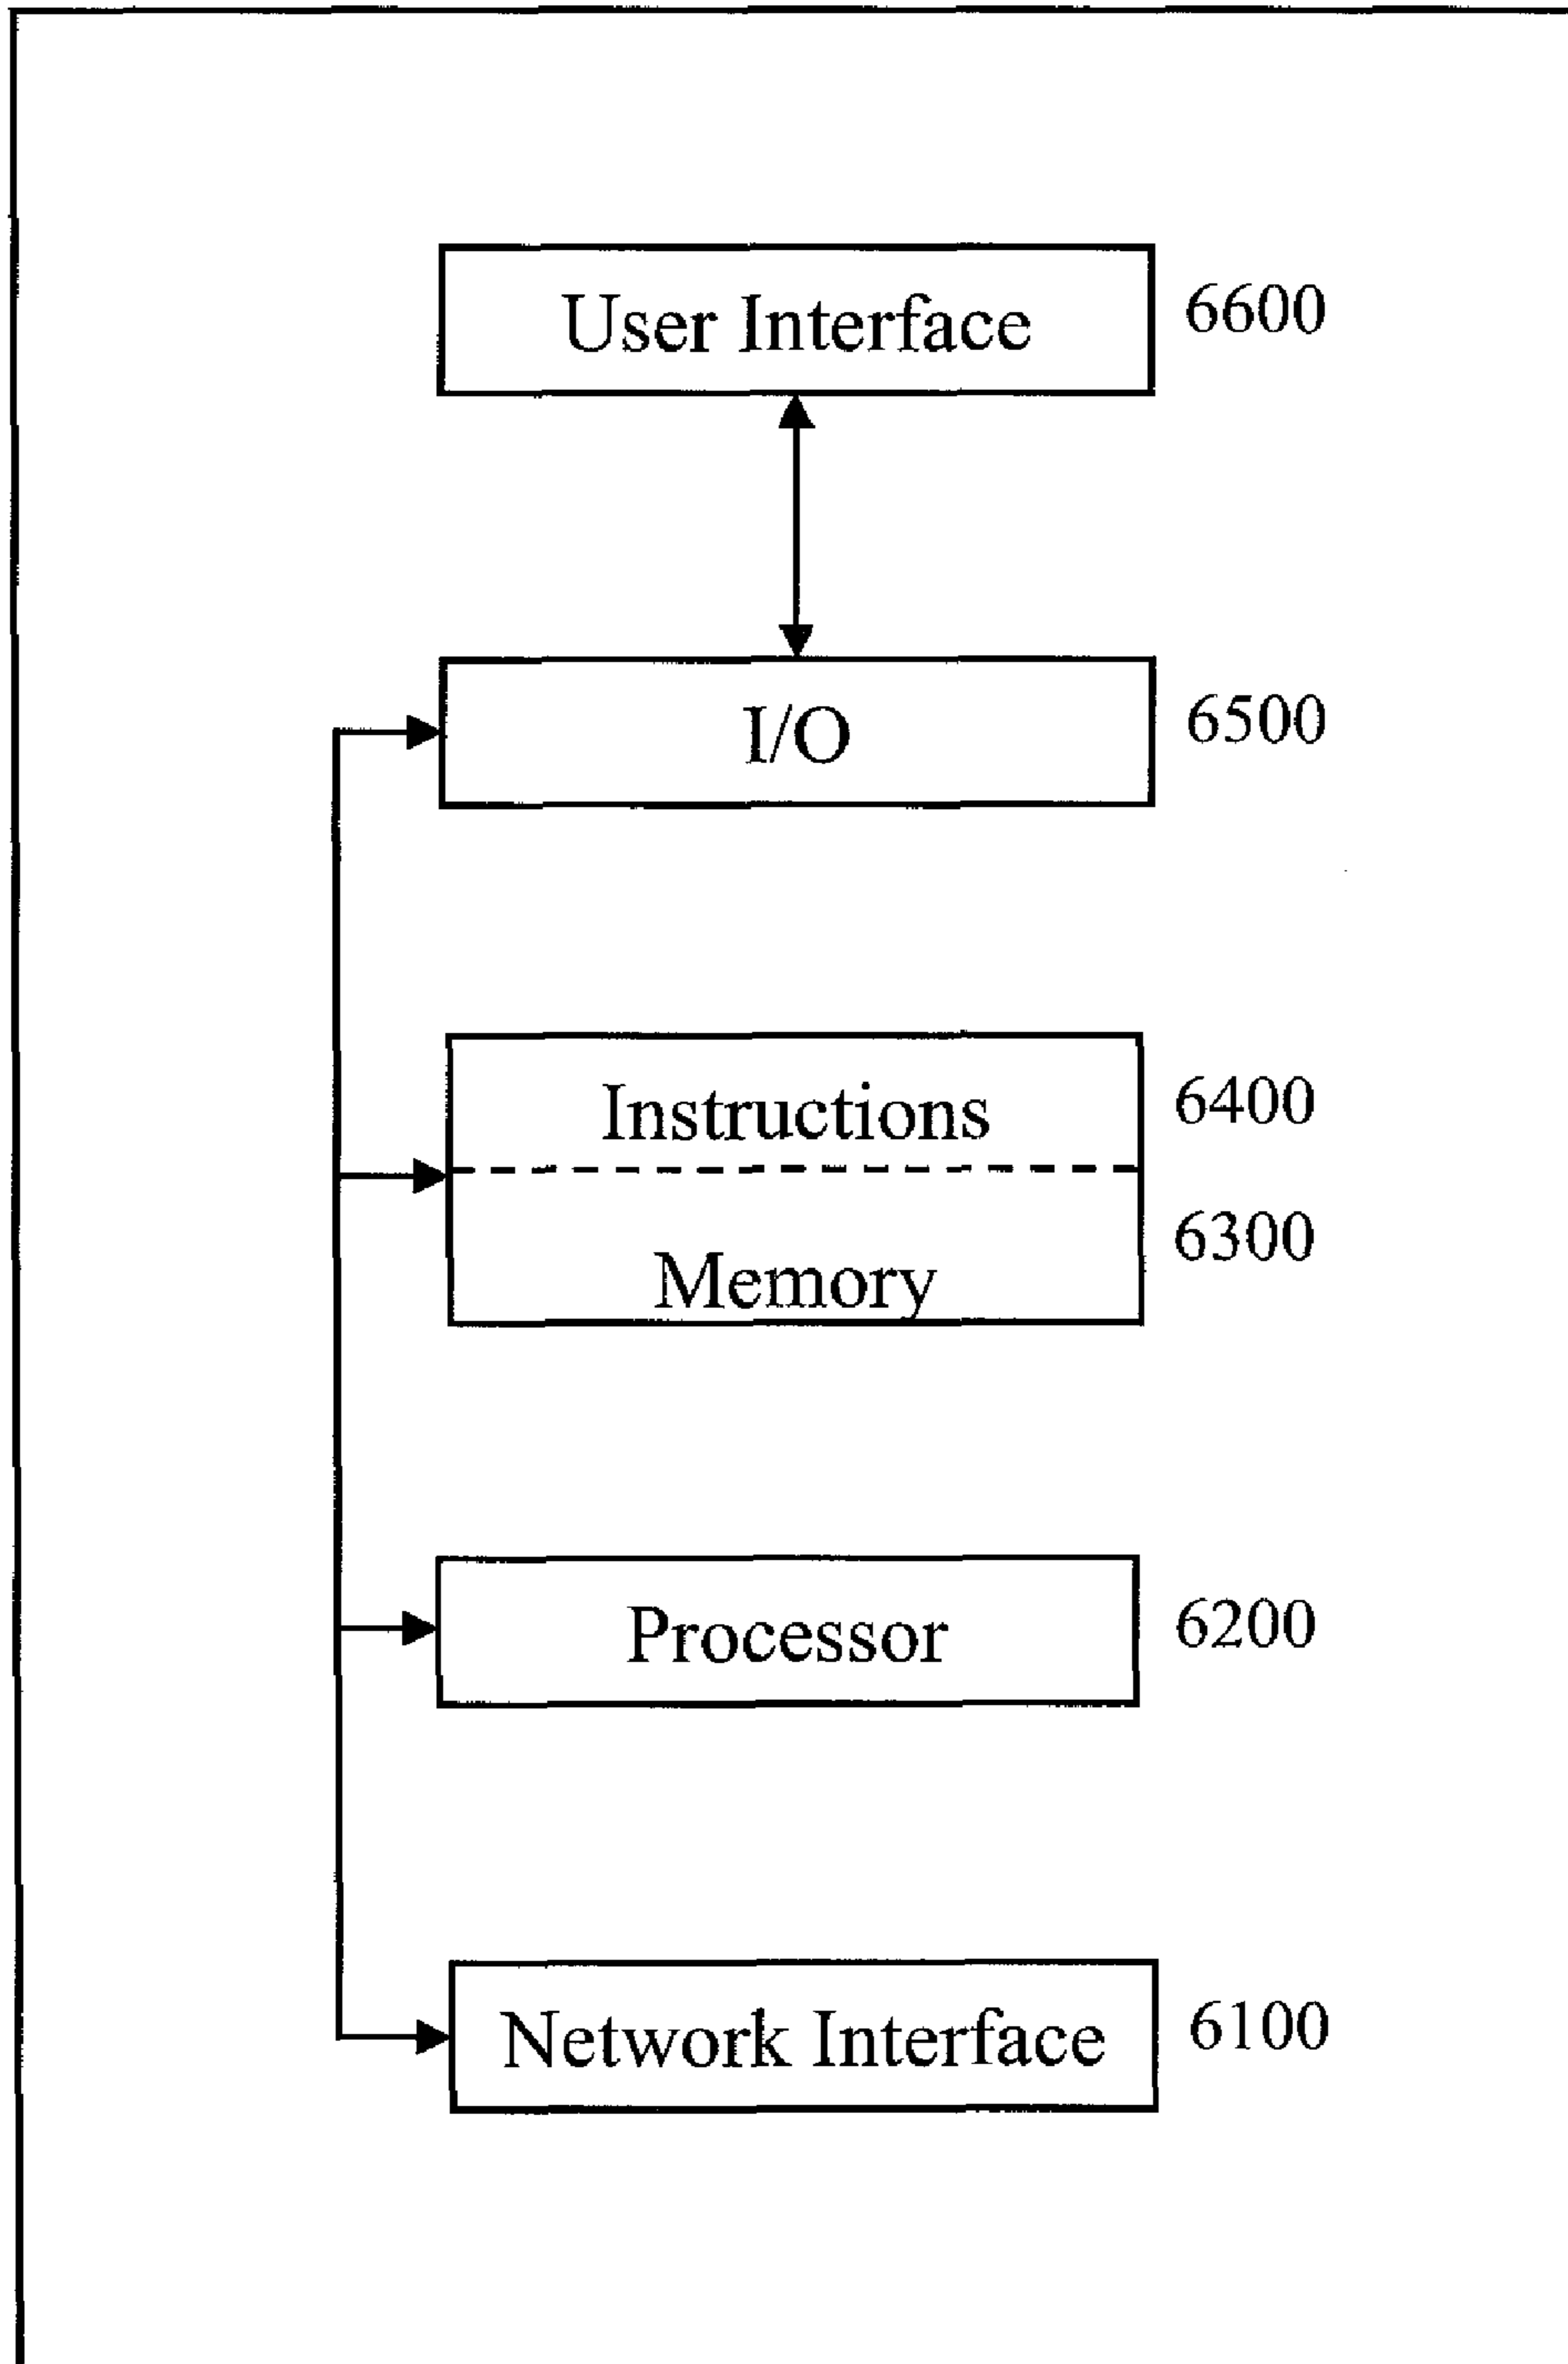 User Interface 6600
I/O 6500
Instructions 6400
Memory 6300
Processor 6200
Network Interface 6100